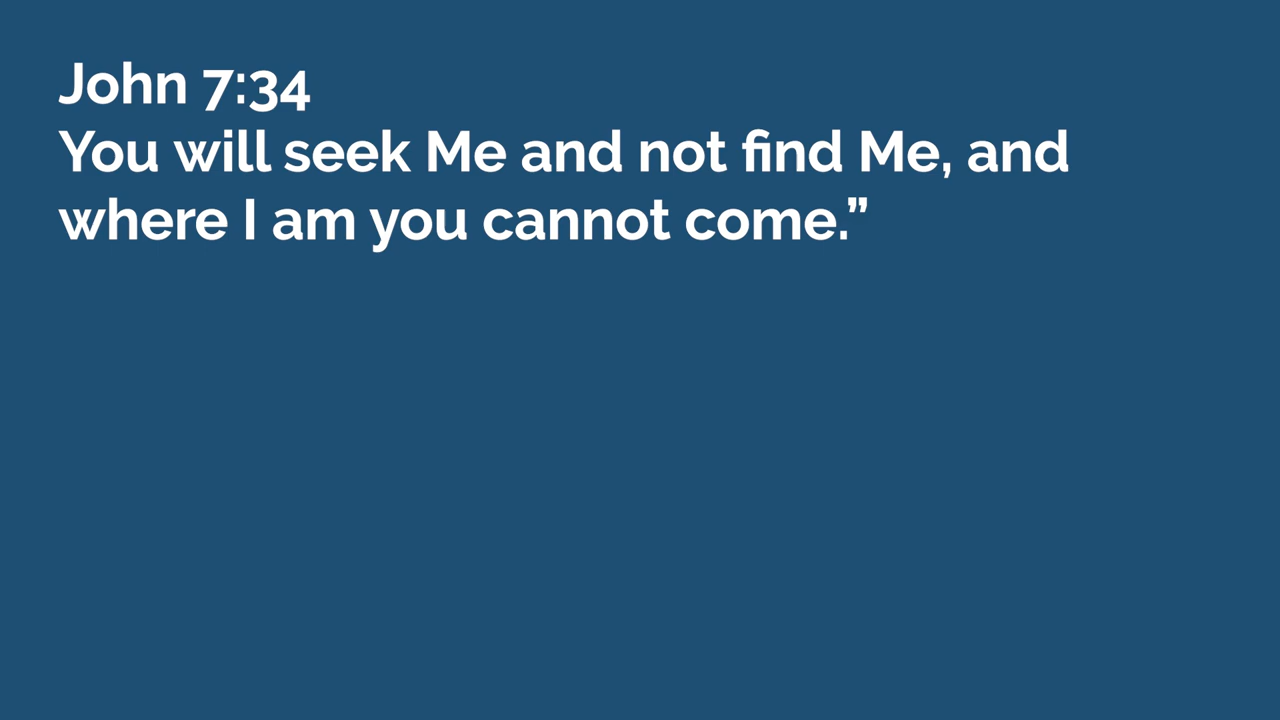 John 7:34
You will seek Me and not find Me, and
where I am you cannot come.”